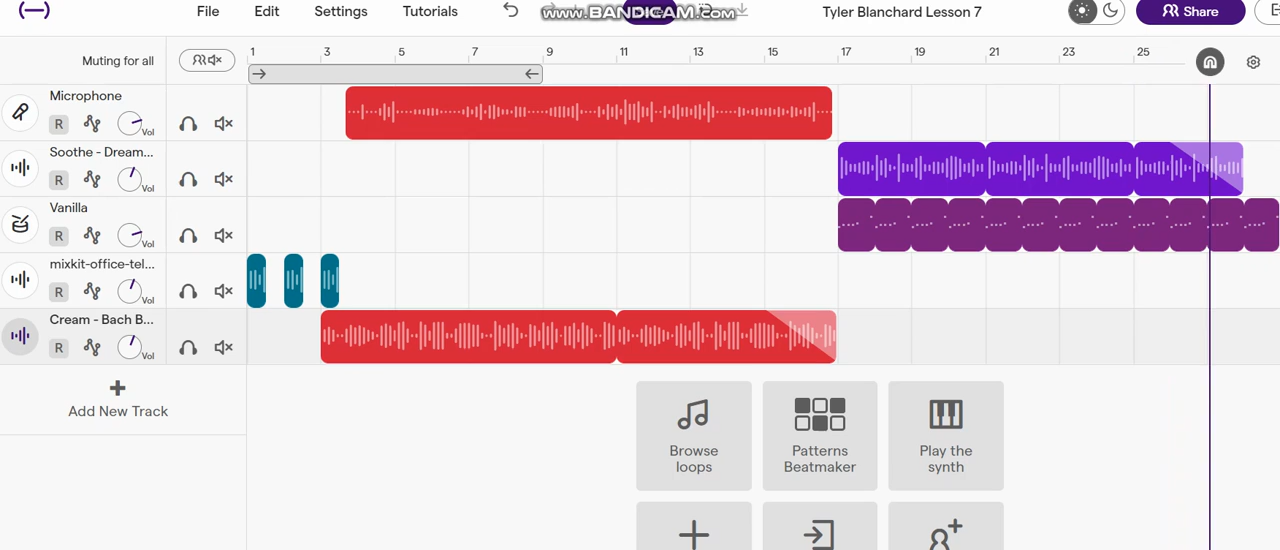 File Edit Settings Tutorials www.BANDICAM.com Tyler Blanchard Lesson 7 Share
Muting for all 1 3 5 7 9 11 13 15 17 19 21 23 25
Microphone
R Vol
Soothe - Dream...
R Vol
Vanilla
R Vol
mixkit-office-tel...
R Vol
Cream - Bach B...
R Vol
Add New Track
Browse loops
Patterns Beatmaker
Play the synth